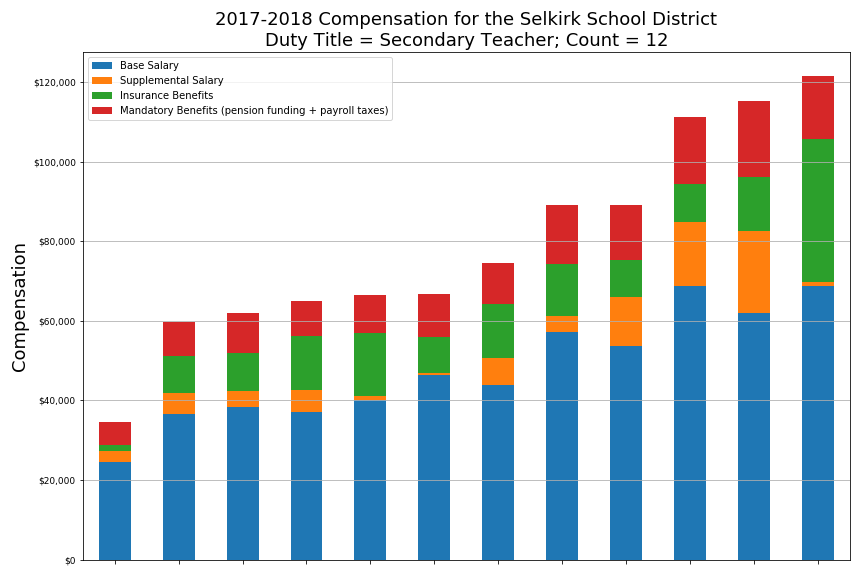 2017-2018 Compensation for the Selkirk School District
Duty Title = Secondary Teacher; Count = 12
Base Salary
Supplemental Salary
Insurance Benefits
Mandatory Benefits (pension funding + payroll taxes)
Compensation
$120,000
$100,000
$80,000
$60,000
$40,000
$20,000
$0